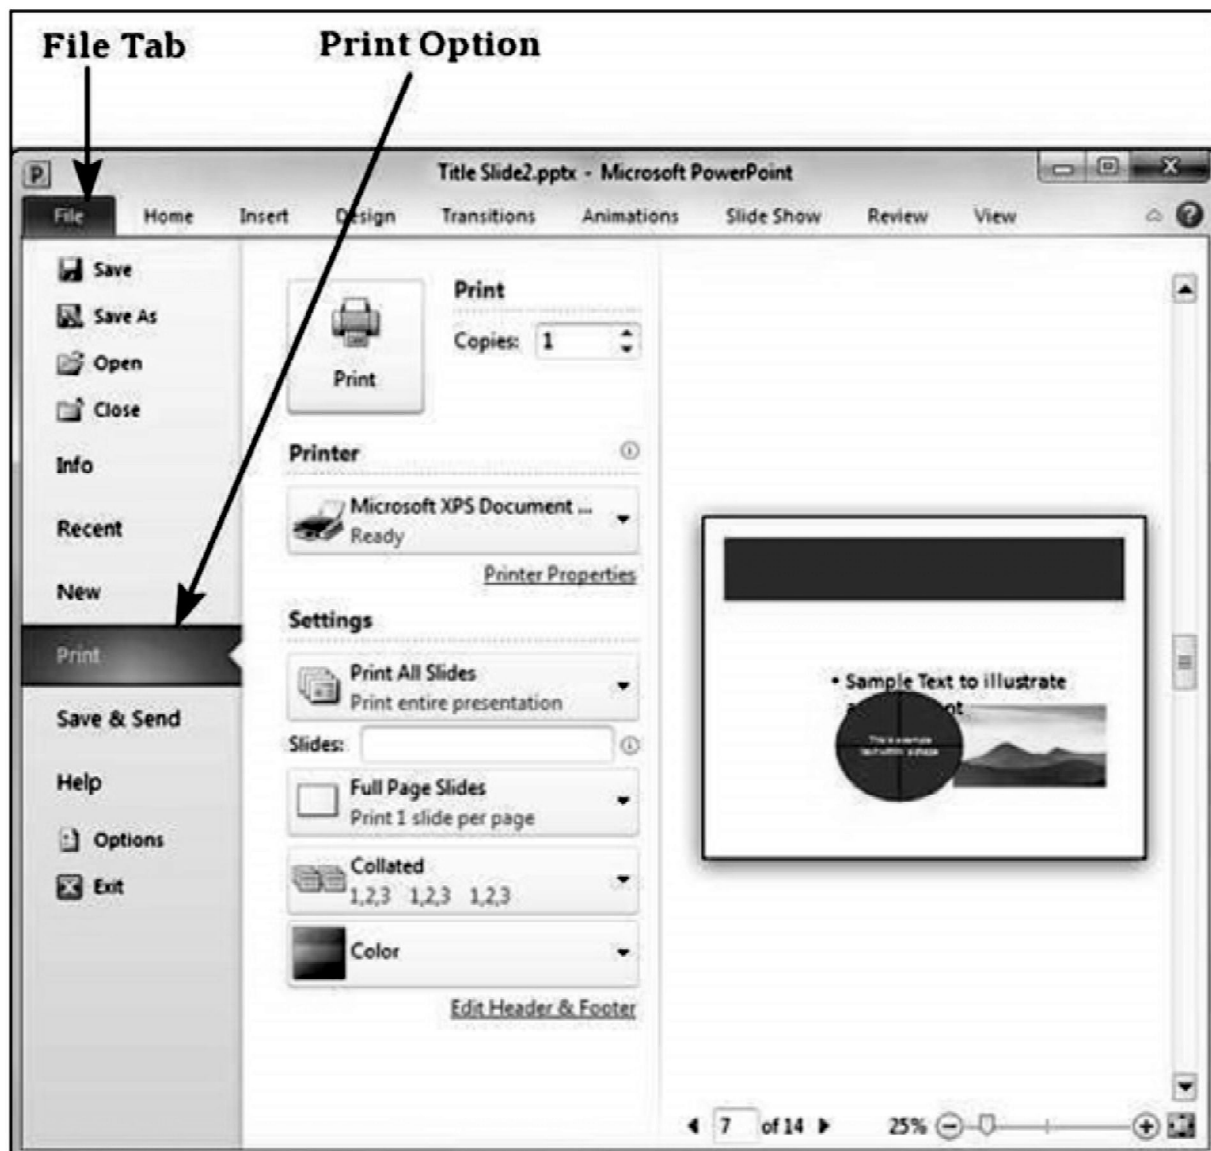 File Tab
Print Option
Title Slide2.pptx - Microsoft PowerPoint
File Home Insert Design Transitions Animations Slide Show Review View
Save
Save As
Open
Close
Info
Recent
New
Print
Save & Send
Help
Options
Exit
Print
Print
Copies: 1
Printer
Microsoft XPS Document ...
Ready
Printer Properties
Settings
Print All Slides
Print entire presentation
Slides:
Full Page Slides
Print 1 slide per page
Collated
1,2,3 1,2,3 1,2,3
Color
Edit Header & Footer
• Sample Text to illustrate
This is example
7 of 14
25%